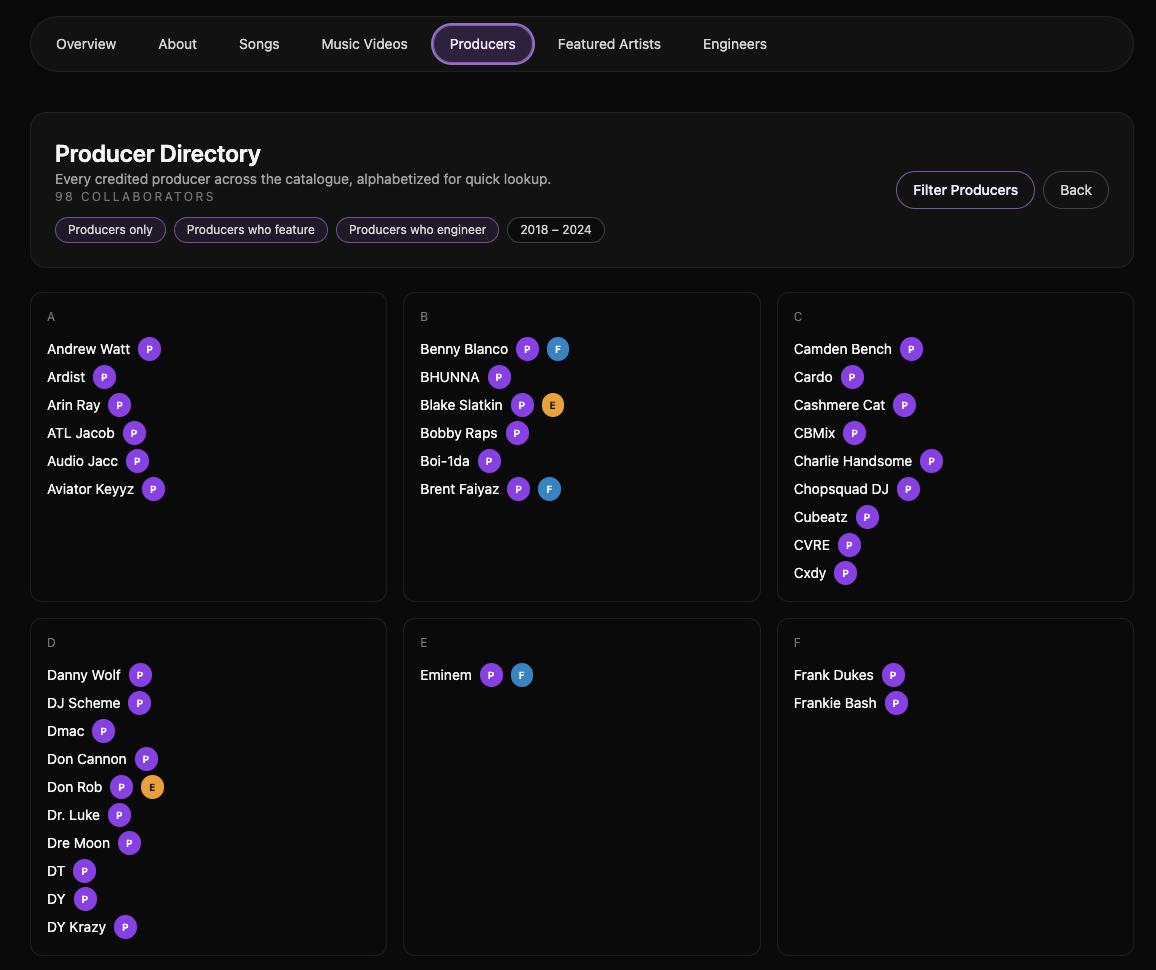 Overview About Songs Music Videos Producers Featured Artists Engineers
Producer Directory
Every credited producer across the catalogue, alphabetized for quick lookup.
98 COLLABORATORS
Producers only Producers who feature Producers who engineer 2018 – 2024
Filter Producers Back
A
Andrew Watt P
Ardist P
Arin Ray P
ATL Jacob P
Audio Jacc P
Aviator Keyyz P
B
Benny Blanco P F
BHUNNA P
Blake Slatkin P E
Bobby Raps P
Boi-1da P
Brent Faiyaz P F
C
Camden Bench P
Cardo P
Cashmere Cat P
CBMix P
Charlie Handsome P
Chopsquad DJ P
Cubeatz P
CVRE P
Cxdy P
D
Danny Wolf P
DJ Scheme P
Dmac P
Don Cannon P
Don Rob P E
Dr. Luke P
Dre Moon P
DT P
DY P
DY Krazy P
E
Eminem P F
F
Frank Dukes P
Frankie Bash P